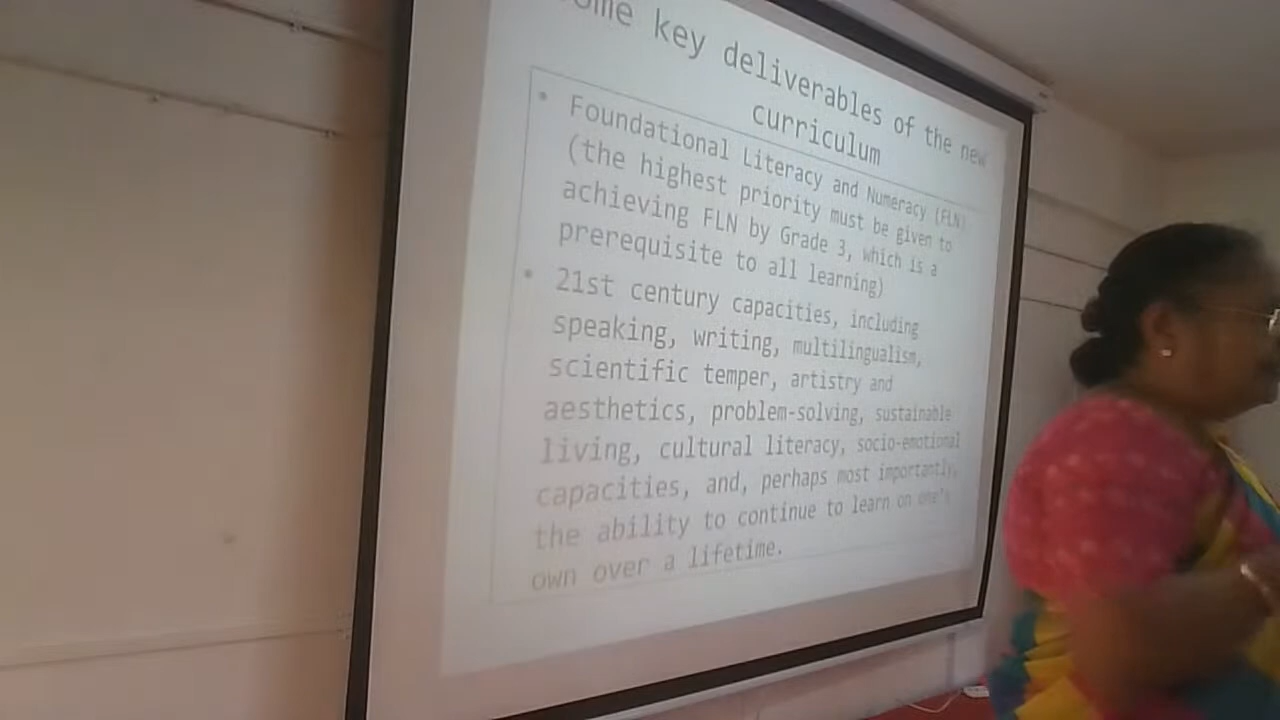 Some key deliverables of the new
curriculum
• Foundational Literacy and Numeracy (FLN)
(the highest priority must be given to
achieving FLN by Grade 3, which is a
prerequisite to all learning)
• 21st century capacities, including
speaking, writing, multilingualism,
scientific temper, artistry and
aesthetics, problem-solving, sustainable
living, cultural literacy, socio-emotional
capacities, and, perhaps most importantly,
the ability to continue to learn on one's
own over a lifetime.